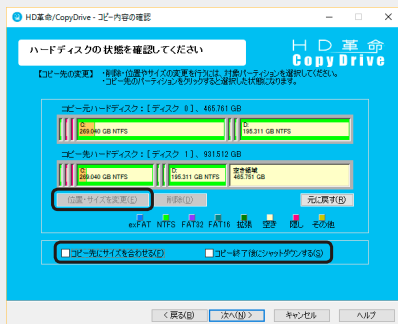 HD革命/CopyDrive - コピー内容の確認
ハードディスクの状態を確認してください
HD革命
CopyDrive
【コピー先の変更】 ・削除・位置やサイズの変更を行うには、対象パーティションを選択してください。
・コピー先のパーティションをクリックすると選択した状態になります。
コピー元ハードディスク：[ ディスク 0]、465.761 GB
C:
269.040 GB NTFS
D:
195.311 GB NTFS
コピー先ハードディスク：[ ディスク 1]、931.512 GB
C:
269.040 GB NTFS
D:
195.311 GB NTFS
空き領域
465.751 GB
位置・サイズを変更(E)
削除(D)
元に戻す(R)
exFAT NTFS FAT32 FAT16 拡張 空き 隠し その他
コピー先にサイズを合わせる(F)
コピー終了後にシャットダウンする(S)
< 戻る(B)
次へ(N) >
キャンセル
ヘルプ